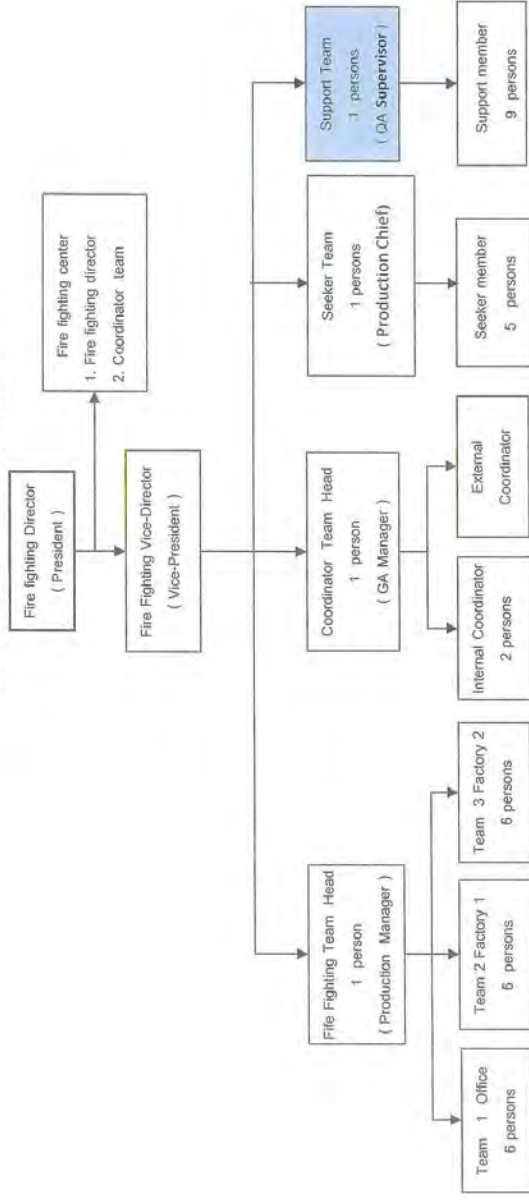 Fire fighting Director
( President )
Fire fighting center
1. Fire fighting director
2. Coordinator team
Fire Fighting Vice-Director
( Vice-President )
Fife Fighting Team Head
1 person
( Production Manager )
Coordinator Team Head
1 person
( GA Manager )
Seeker Team
1 persons
( Production Chief)
Support Team
persons
( QA Supervisor )
Team 1 Office
6 persons
Team 2 Factory 1
6 persons
Team 3 Factory 2
6 persons
Internal Coordinator
2 persons
External
Coordinator
Seeker member
5 persons
Support member
9 persons